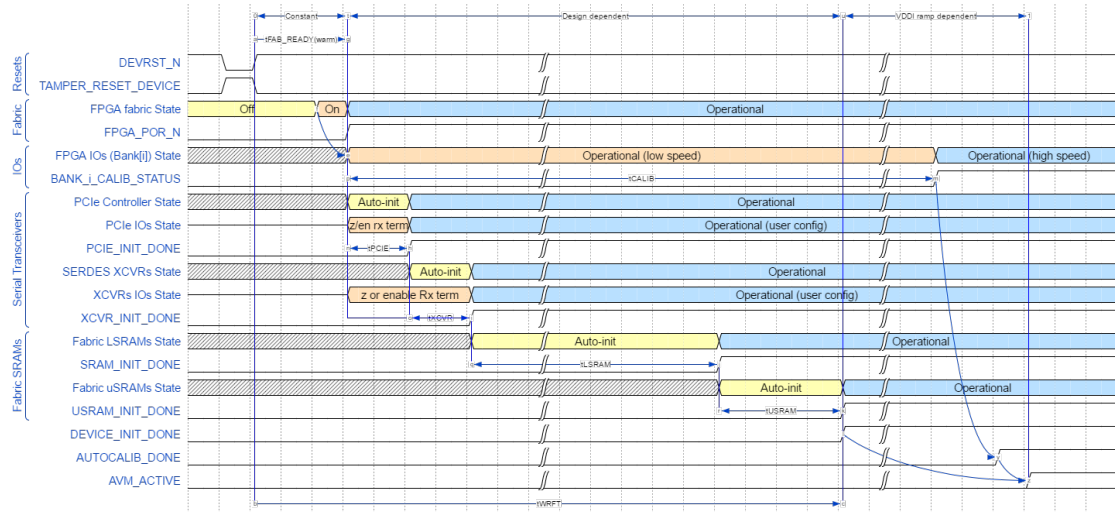 Constant
Design dependent
VDDI ramp dependent
tFAB_READY(warm)
Resets
DEVRST_N
TAMPER_RESET_DEVICE
Fabric
FPGA fabric State
Off
On
Operational
FPGA_POR_N
IOs
FPGA IOs (Bank[i]) State
Operational (low speed)
Operational (high speed)
BANK_i_CALIB_STATUS
tCALIB
Serial Transceivers
PCIe Controller State
Auto-init
Operational
PCIe IOs State
z/en rx term
Operational (user config)
PCIE_INIT_DONE
tPCIE
SERDES XCVRs State
Auto-init
Operational
XCVRs IOs State
z or enable Rx term
Operational (user config)
XCVR_INIT_DONE
tXCVR
Fabric SRAMs
Fabric LSRAMs State
Auto-init
Operational
SRAM_INIT_DONE
tLSRAM
Fabric uSRAMs State
Auto-init
Operational
USRAM_INIT_DONE
tUSRAM
DEVICE_INIT_DONE
AUTOCALIB_DONE
AVM_ACTIVE
tWRFT